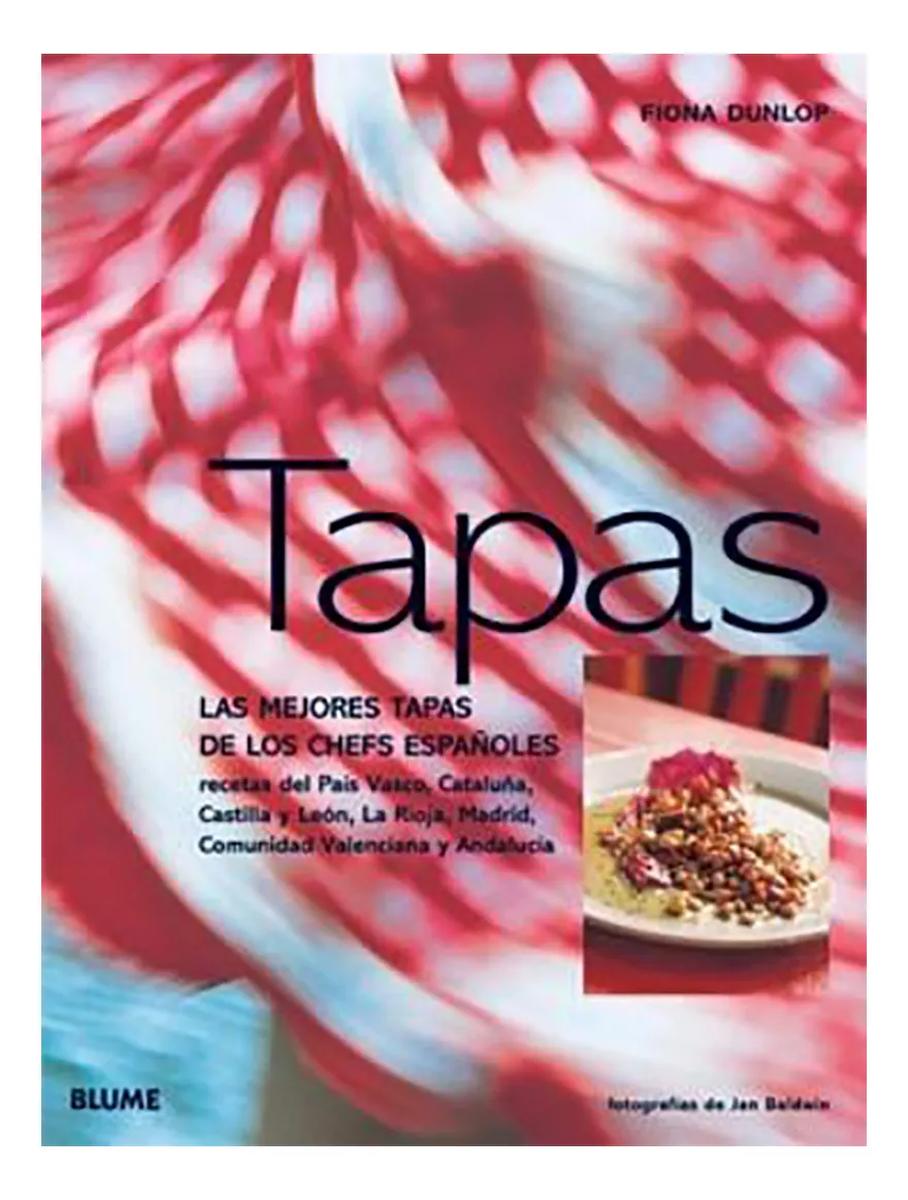 FIONA DUNLOP
Tapas
LAS MEJORES TAPAS
DE LOS CHEFS ESPAÑOLES
recetas del País Vasco, Cataluña,
Castilla y León, La Rioja, Madrid,
Comunidad Valenciana y Andalucía
BLUME
fotografías de Jan Baldwin